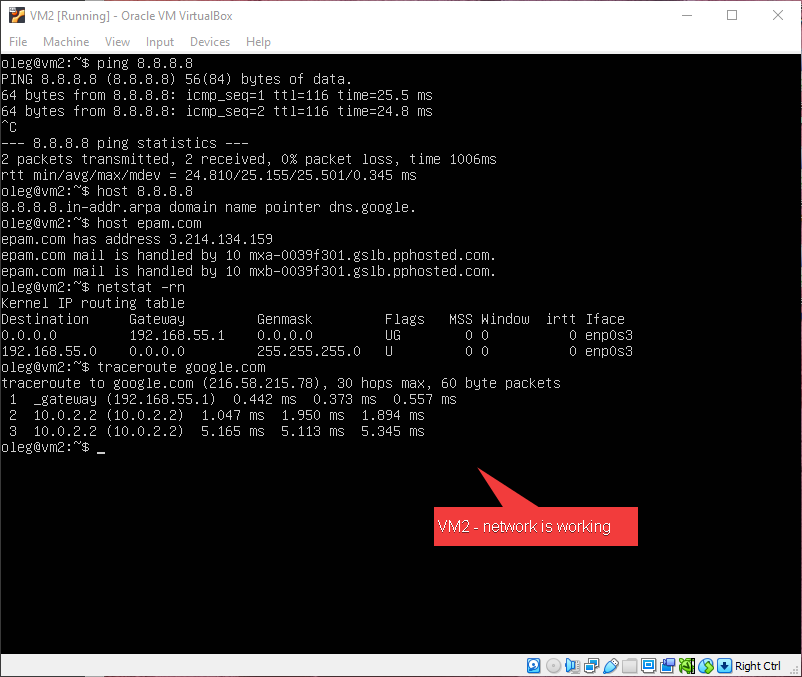 VM2 [Running] - Oracle VM VirtualBox
File Machine View Input Devices Help
oleg@vm2:~$ ping 8.8.8.8
PING 8.8.8.8 (8.8.8.8) 56(84) bytes of data.
64 bytes from 8.8.8.8: icmp_seq=1 ttl=116 time=25.5 ms
64 bytes from 8.8.8.8: icmp_seq=2 ttl=116 time=24.8 ms
^C
--- 8.8.8.8 ping statistics ---
2 packets transmitted, 2 received, 0% packet loss, time 1006ms
rtt min/avg/max/mdev = 24.810/25.155/25.501/0.345 ms
oleg@vm2:~$ host 8.8.8.8
8.8.8.8.in-addr.arpa domain name pointer dns.google.
oleg@vm2:~$ host epam.com
epam.com has address 3.214.134.159
epam.com mail is handled by 10 mxa-0039f301.gslb.pphosted.com.
epam.com mail is handled by 10 mxb-0039f301.gslb.pphosted.com.
oleg@vm2:~$ netstat -rn
Kernel IP routing table
Destination Gateway Genmask Flags MSS Window irtt Iface
0.0.0.0 192.168.55.1 0.0.0.0 UG 0 0 0 enp0s3
192.168.55.0 0.0.0.0 255.255.255.0 U 0 0 0 enp0s3
oleg@vm2:~$ traceroute google.com
traceroute to google.com (216.58.215.78), 30 hops max, 60 byte packets
1 _gateway (192.168.55.1) 0.442 ms 0.373 ms 0.557 ms
2 10.0.2.2 (10.0.2.2) 1.047 ms 1.950 ms 1.894 ms
3 10.0.2.2 (10.0.2.2) 5.165 ms 5.113 ms 5.345 ms
oleg@vm2:~$ _
VM2 - network is working
Right Ctrl